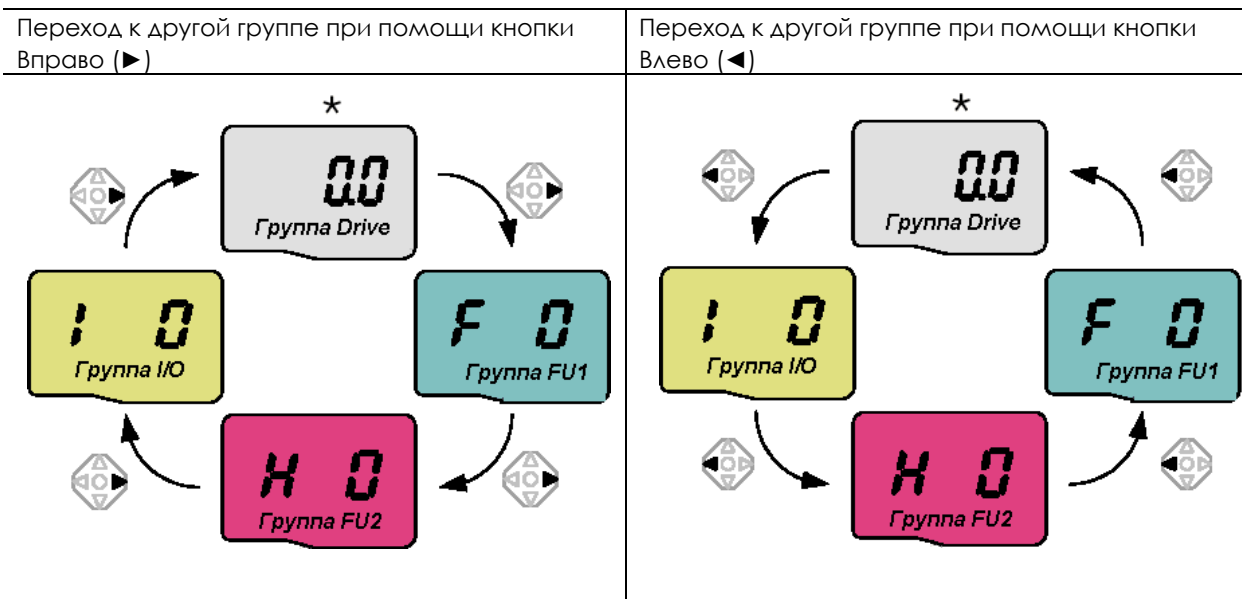 Переход к другой группе при помощи кнопки
Вправо (►)
Переход к другой группе при помощи кнопки
Влево (◄)
*
0.0
Группа Drive
I 0
Группа I/O
F 0
Группа FU1
H 0
Группа FU2
*
0.0
Группа Drive
I 0
Группа I/O
F 0
Группа FU1
H 0
Группа FU2